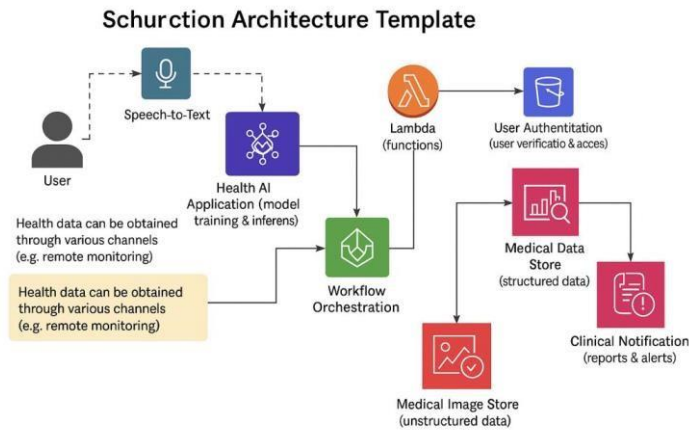 Schurction Architecture Template
Speech-to-Text
User
Health AI
Application (model
training & inferens)
Lambda
(functions)
User Authentitation
(user verificatio & acces)
Health data can be obtained
through various channels
(e.g. remote monitoring)
Health data can be obtained
through various channels
(e.g. remote monitoring)
Workflow
Orchestration
Medical Data
Store
(structured data)
Clinical Notification
(reports & alerts)
Medical Image Store
(unstructured data)